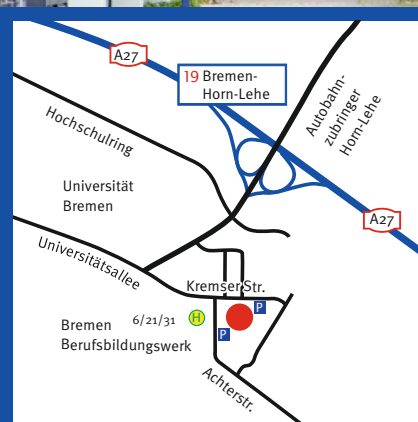 A27
19 Bremen-
Horn-Lehe
Autobahn-
zubringer
Horn-Lehe
Hochschulring
Universität
Bremen
A27
Universitätsallee
Kremser Str.
P
6/21/31 H
Bremen
Berufsbildungswerk
P
Achterstr.